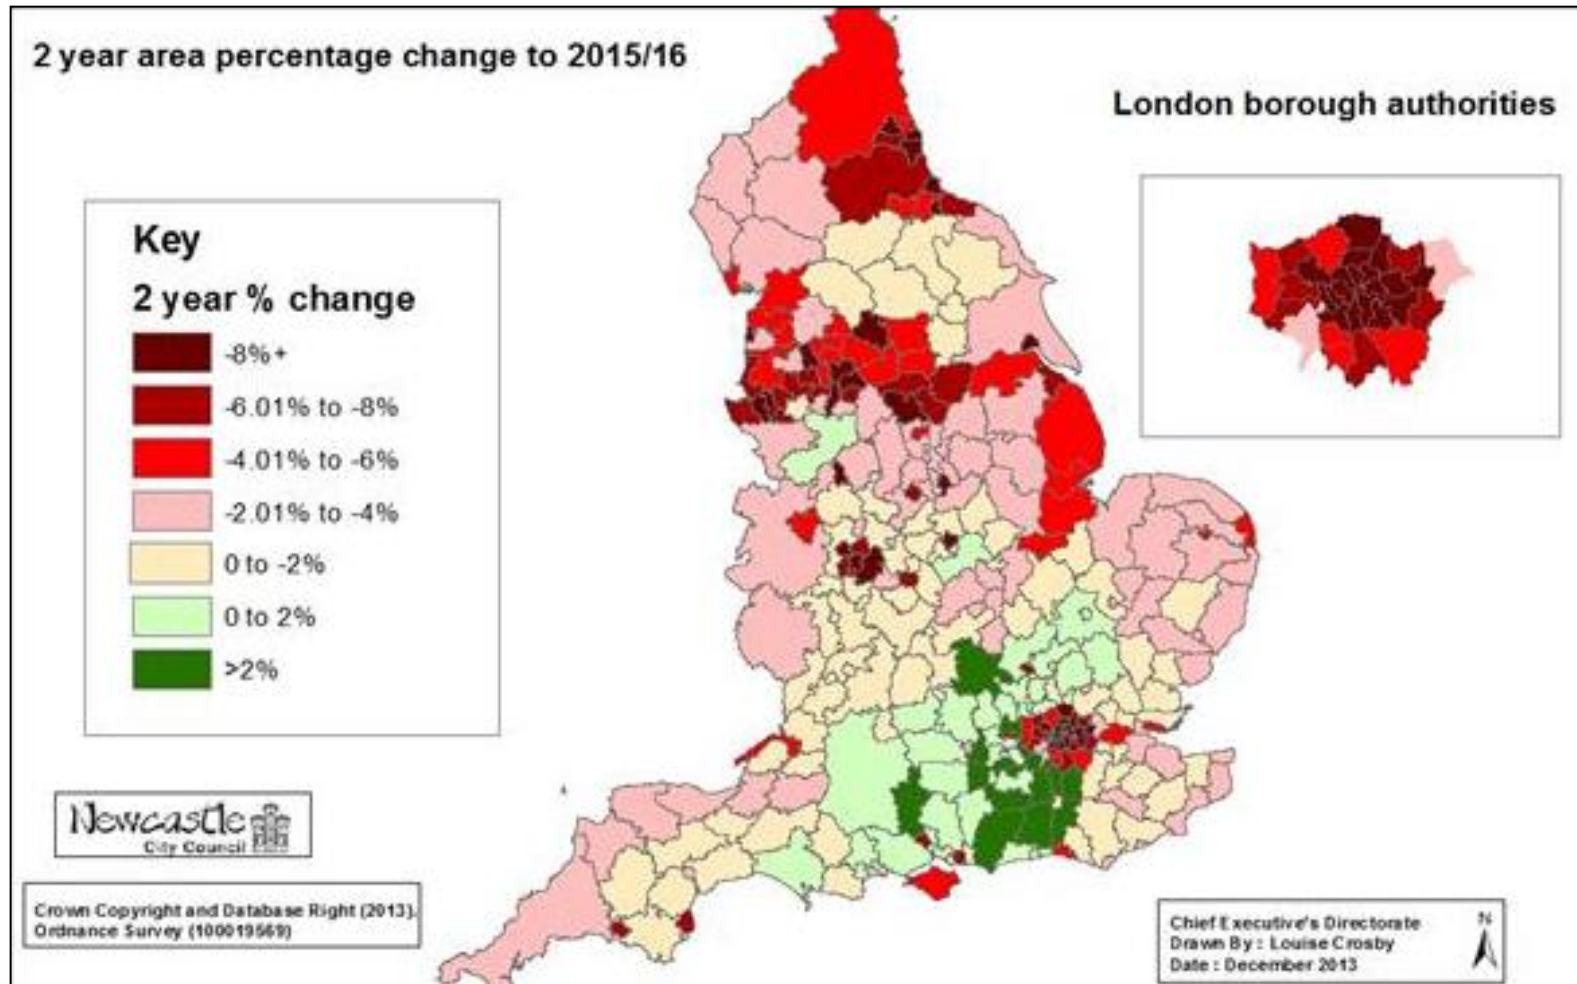 2 year area percentage change to 2015/16
London borough authorities
Key
2 year % change
-8%+
-6.01% to -8%
-4.01% to -6%
-2.01% to -4%
0 to -2%
0 to 2%
>2%
Newcastle
City Council
Crown Copyright and Database Right (2013).
Ordnance Survey (100019569)
Chief Executive's Directorate
Drawn By : Louise Crosby
Date : December 2013
N